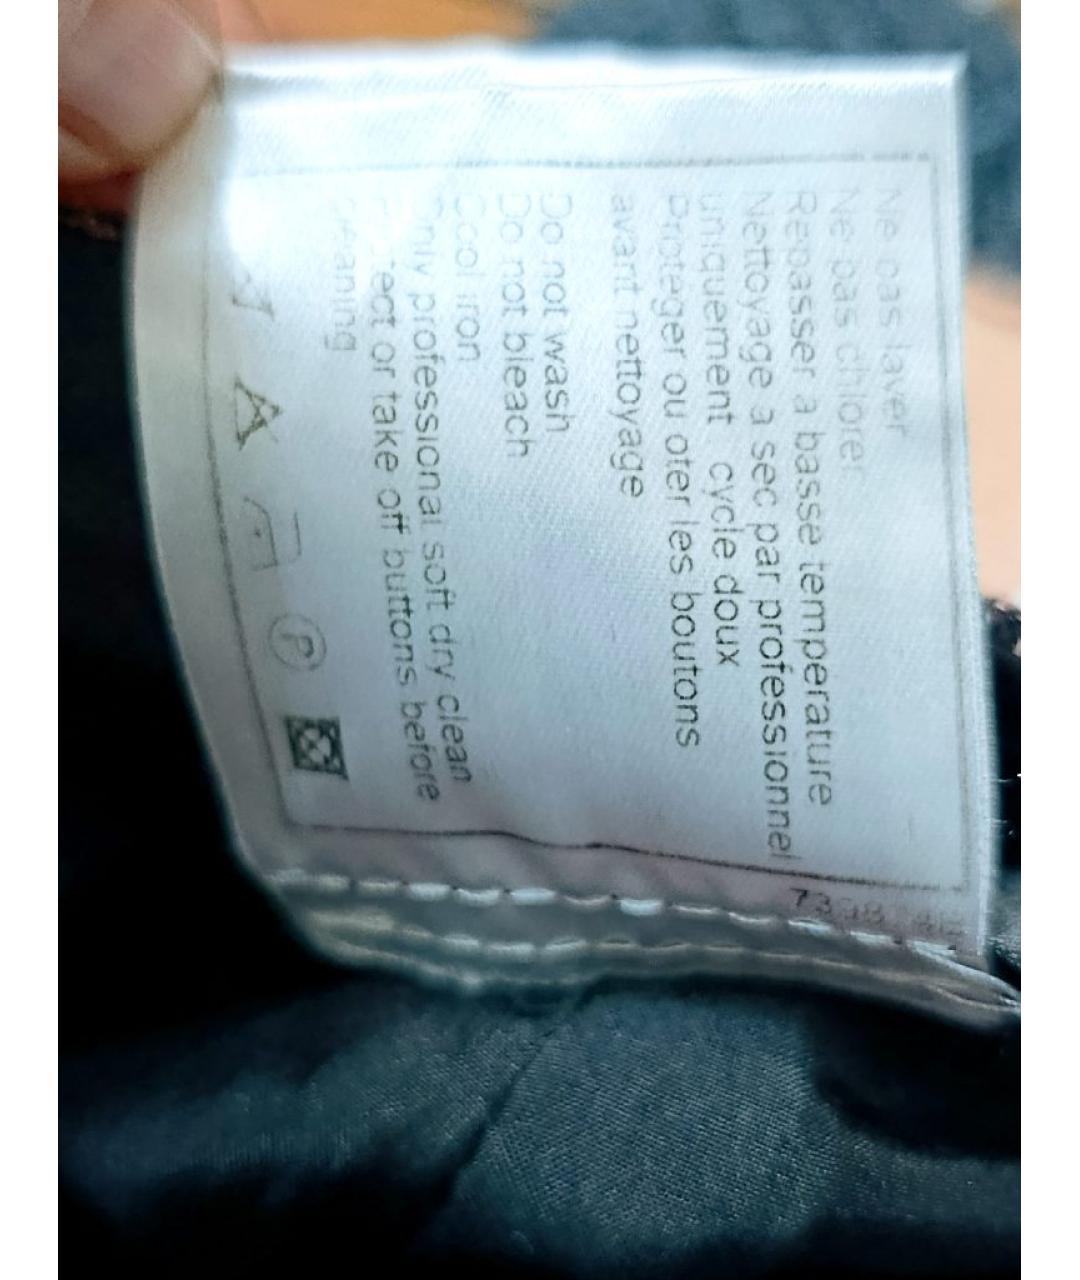 Ne pas laver
Ne pas chlorer
Repasser a basse temperature
Nettoyage a sec par professionnel
uniquement cycle doux
Proteger ou oter les boutons
avant nettoyage
Do not wash
Do not bleach
Cool iron
Only professional soft dry clean
or take off buttons before
cleaning
P